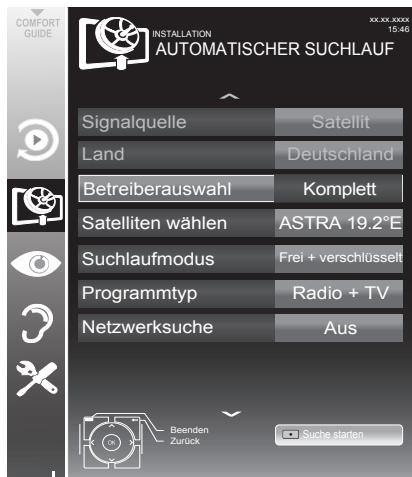 COMFORT
GUIDE
INSTALLATION
AUTOMATISCHER SUCHLAUF
xx.xx.xxxx
15:46
Signalquelle Satellit
Land Deutschland
Betreiberauswahl Komplett
Satelliten wählen ASTRA 19.2°E
Suchlaufmodus Frei + verschlüsselt
Programmtyp Radio + TV
Netzwerksuche Aus
Beenden
Zurück
OK
Suche starten